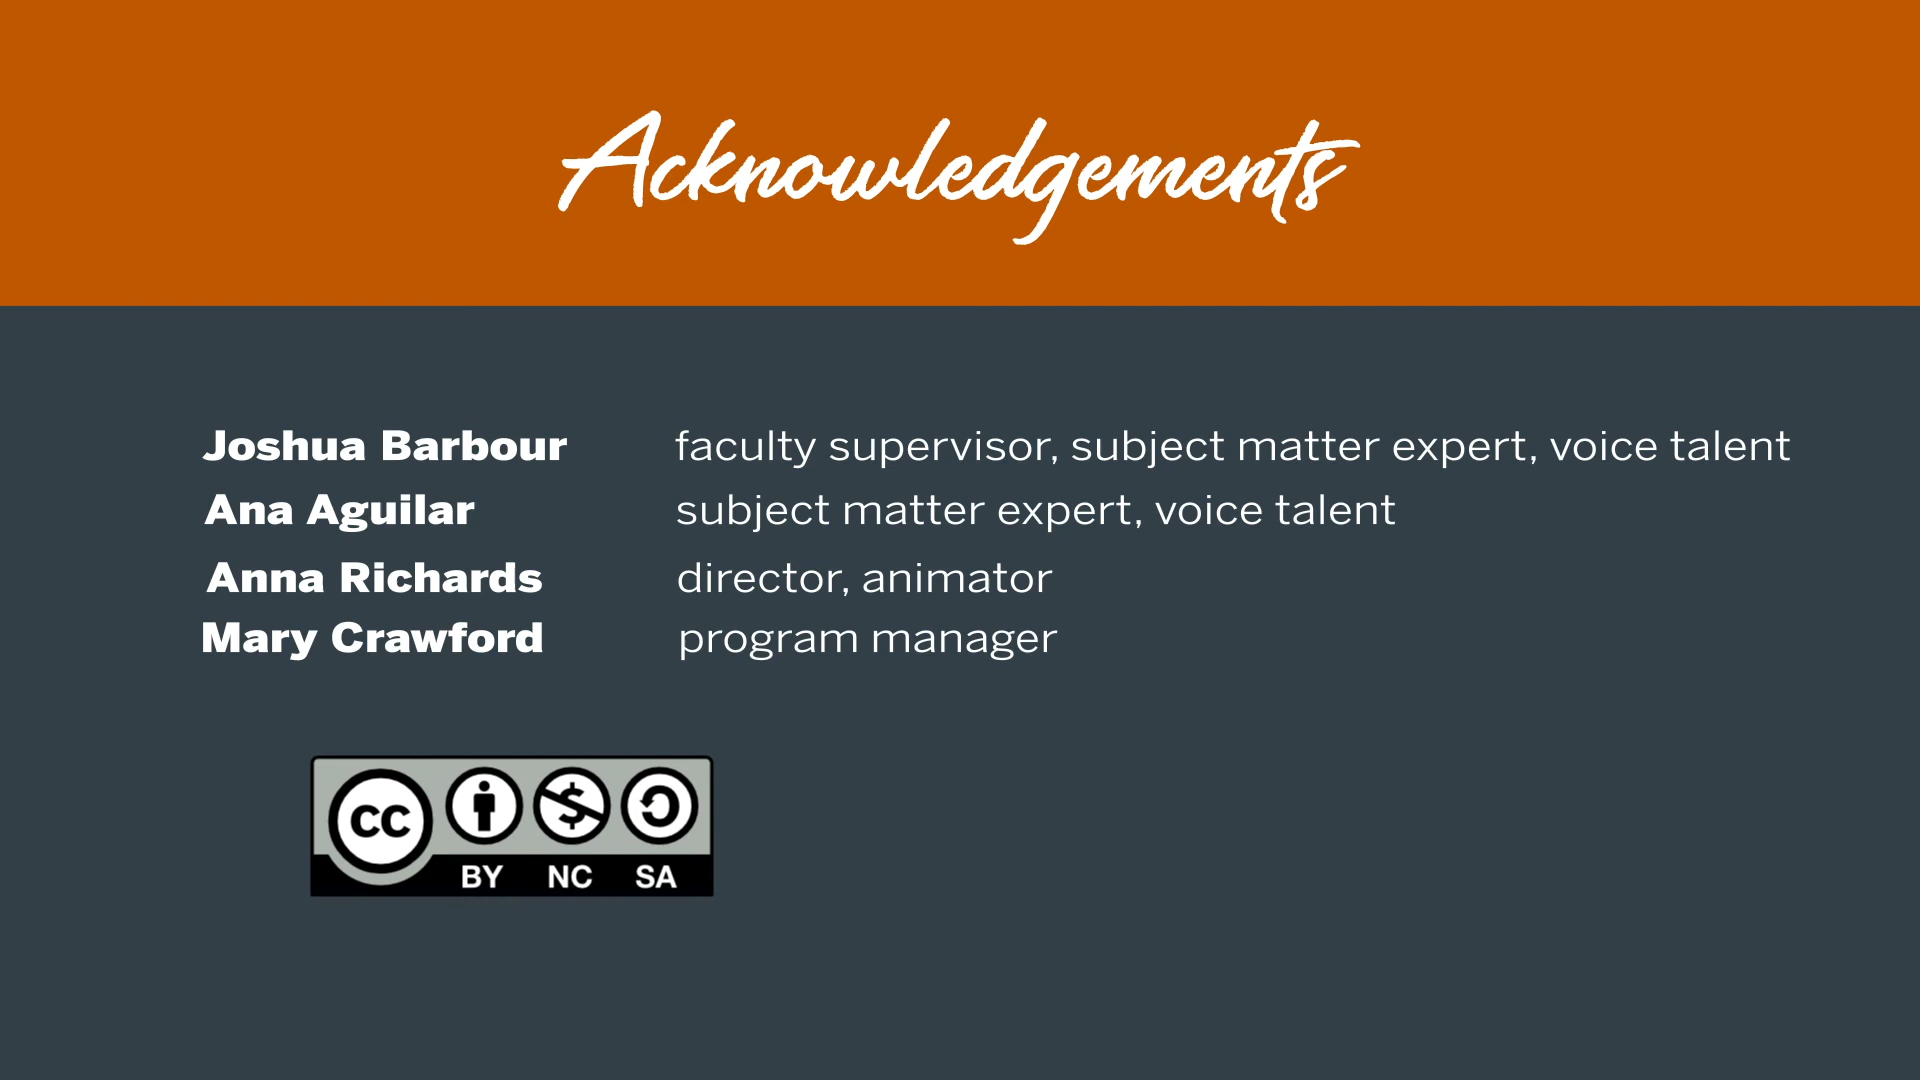 Acknowledgements
Joshua Barbour faculty supervisor, subject matter expert, voice talent
Ana Aguilar subject matter expert, voice talent
Anna Richards director, animator
Mary Crawford program manager
CC
BY NC SA